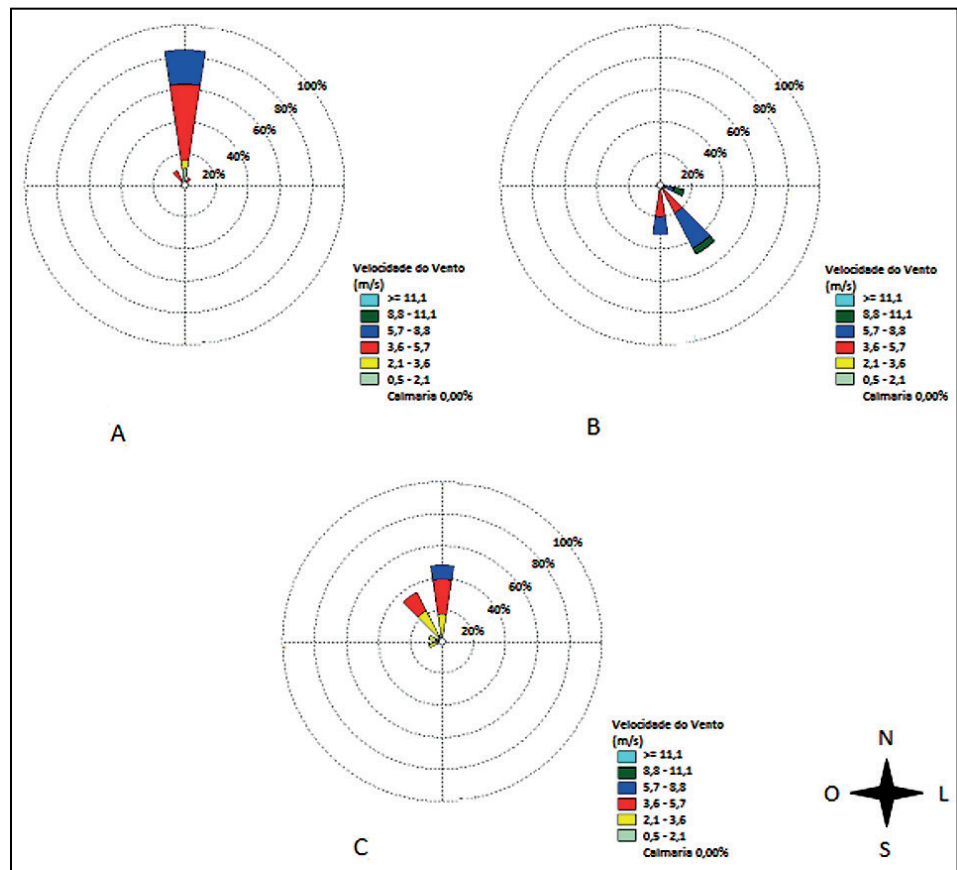 100%
80%
60%
40%
20%
Velocidade do Vento
(m/s)
>= 11,1
8,8 - 11,1
5,7 - 8,8
3,6 - 5,7
2,1 - 3,6
0,5 - 2,1
Calmaria 0,00%
A
100%
80%
60%
40%
20%
Velocidade do Vento
(m/s)
>= 11,1
8,8 - 11,1
5,7 - 8,8
3,6 - 5,7
2,1 - 3,6
0,5 - 2,1
Calmaria 0,00%
B
100%
80%
60%
40%
20%
Velocidade do Vento
(m/s)
>= 11,1
8,8 - 11,1
5,7 - 8,8
3,6 - 5,7
2,1 - 3,6
0,5 - 2,1
Calmaria 0,00%
C
N
O L
S